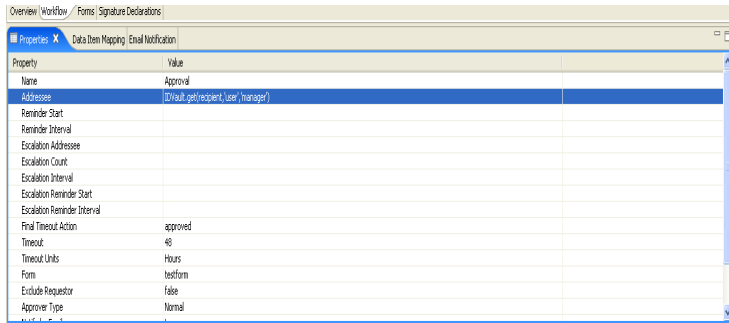 Overview Workflow Forms Signature Declarations
Properties Data Item Mapping Email Notification
Property Value
Name Approval
Addressee IDVault.get(recipient,'user','manager')
Reminder Start
Reminder Interval
Escalation Addressee
Escalation Count
Escalation Interval
Escalation Reminder Start
Escalation Reminder Interval
Final Timeout Action approved
Timeout 48
Timeout Units Hours
Form testform
Exclude Requestor false
Approver Type Normal